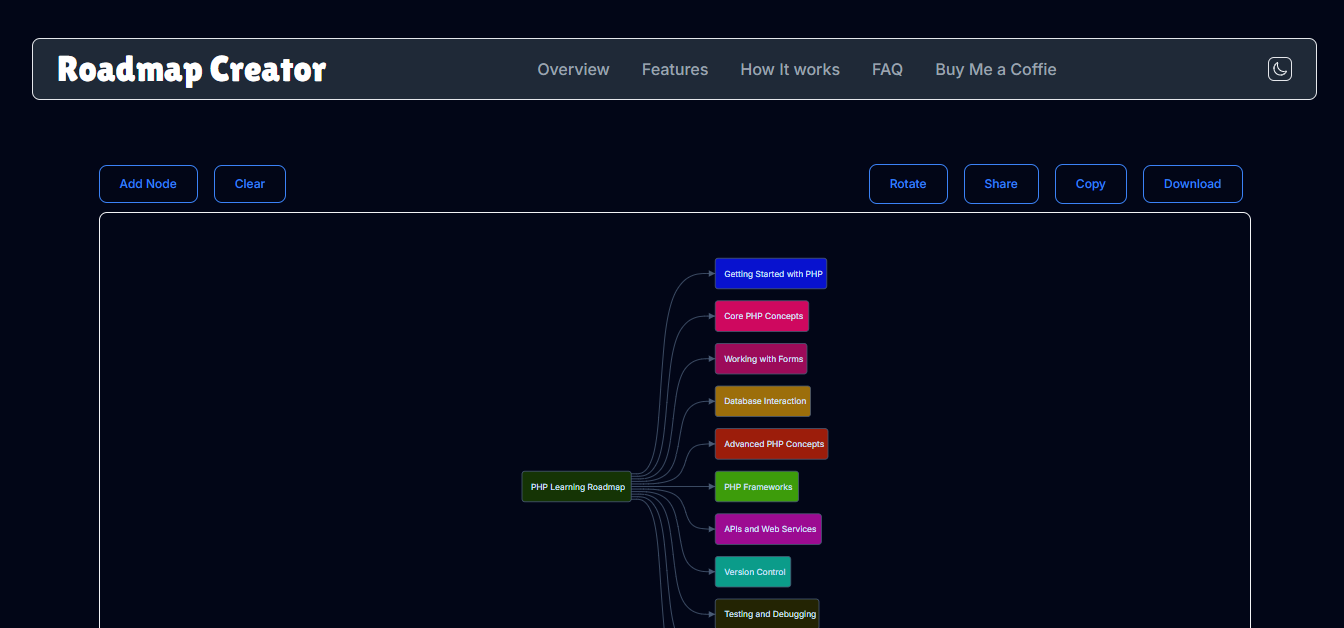 Roadmap Creator
Overview
Features
How It works
FAQ
Buy Me a Coffie
Add Node
Clear
Rotate
Share
Copy
Download
Getting Started with PHP
Core PHP Concepts
Working with Forms
Database Interaction
Advanced PHP Concepts
PHP Learning Roadmap
PHP Frameworks
APIs and Web Services
Version Control
Testing and Debugging